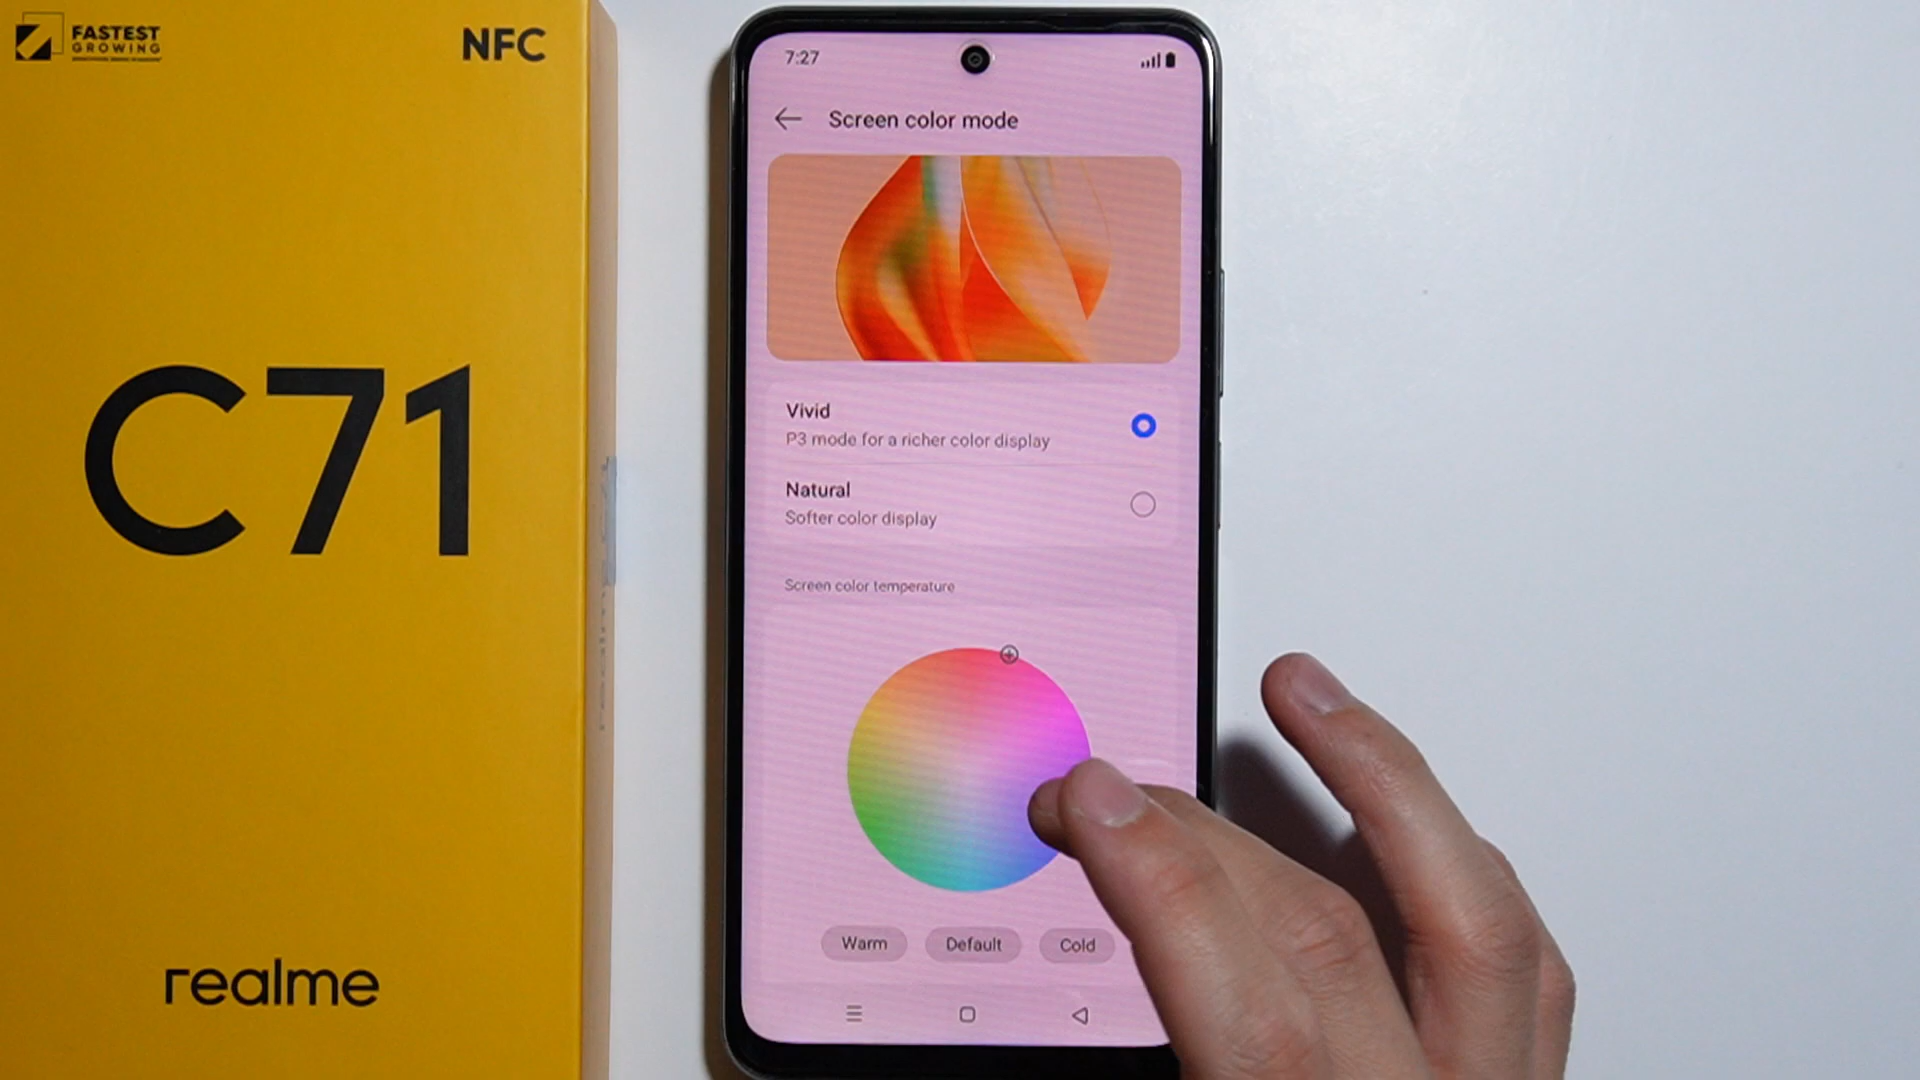 FASTEST
GROWING
NFC
C71
realme
7:27
Screen color mode
Vivid
P3 mode for a richer color display
Natural
Softer color display
Screen color temperature
Warm
Default
Cold